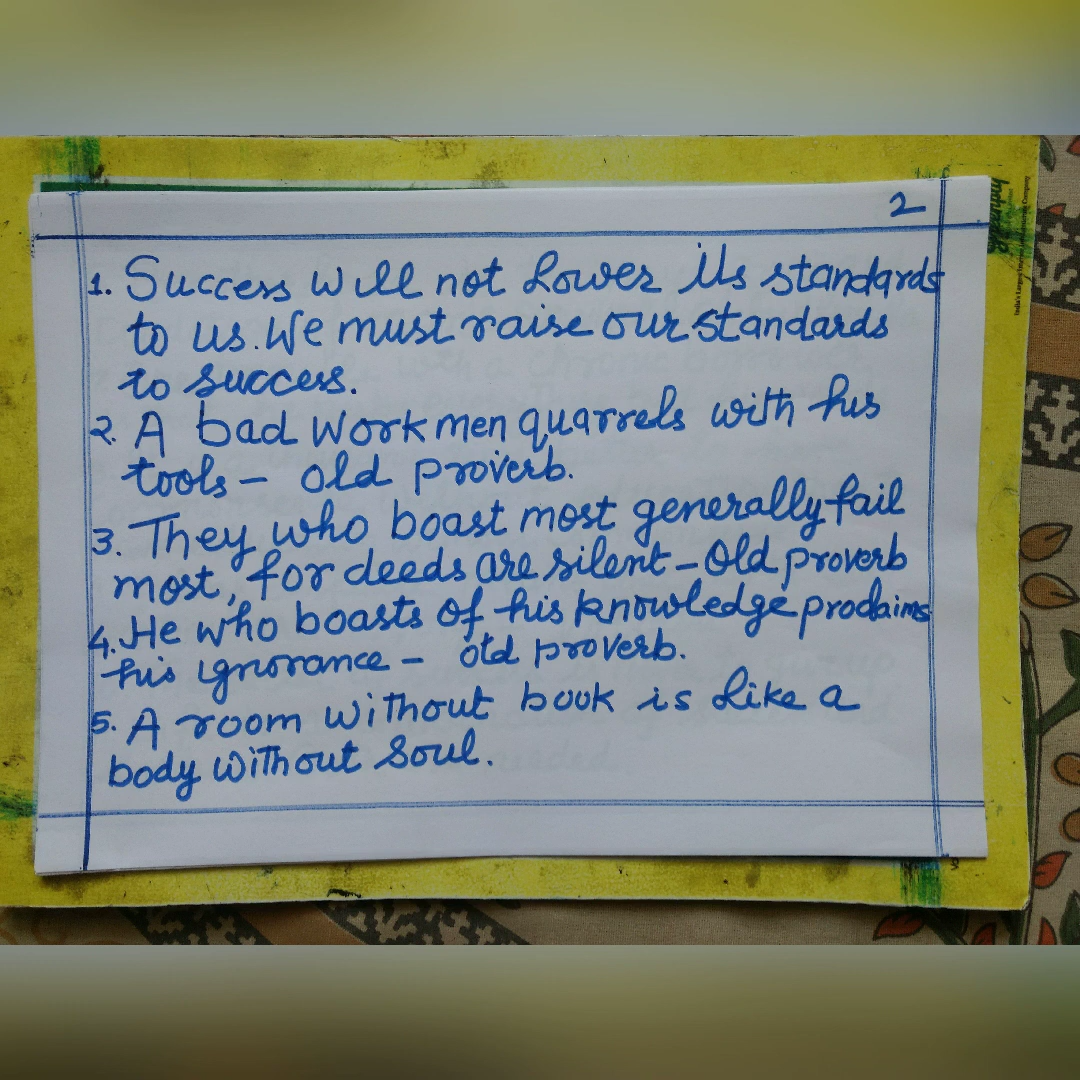 2
1. Success will not lower its standards
to us. We must raise our standards
to success.
2. A bad workmen quarrels with his
tools - old proverb.
3. They who boast most generally fail
most, for deeds are silent - Old proverb
4. He who boasts of his knowledge proclaims
his ignorance - old proverb.
5. A room without book is like a
body without soul.
India's Largest